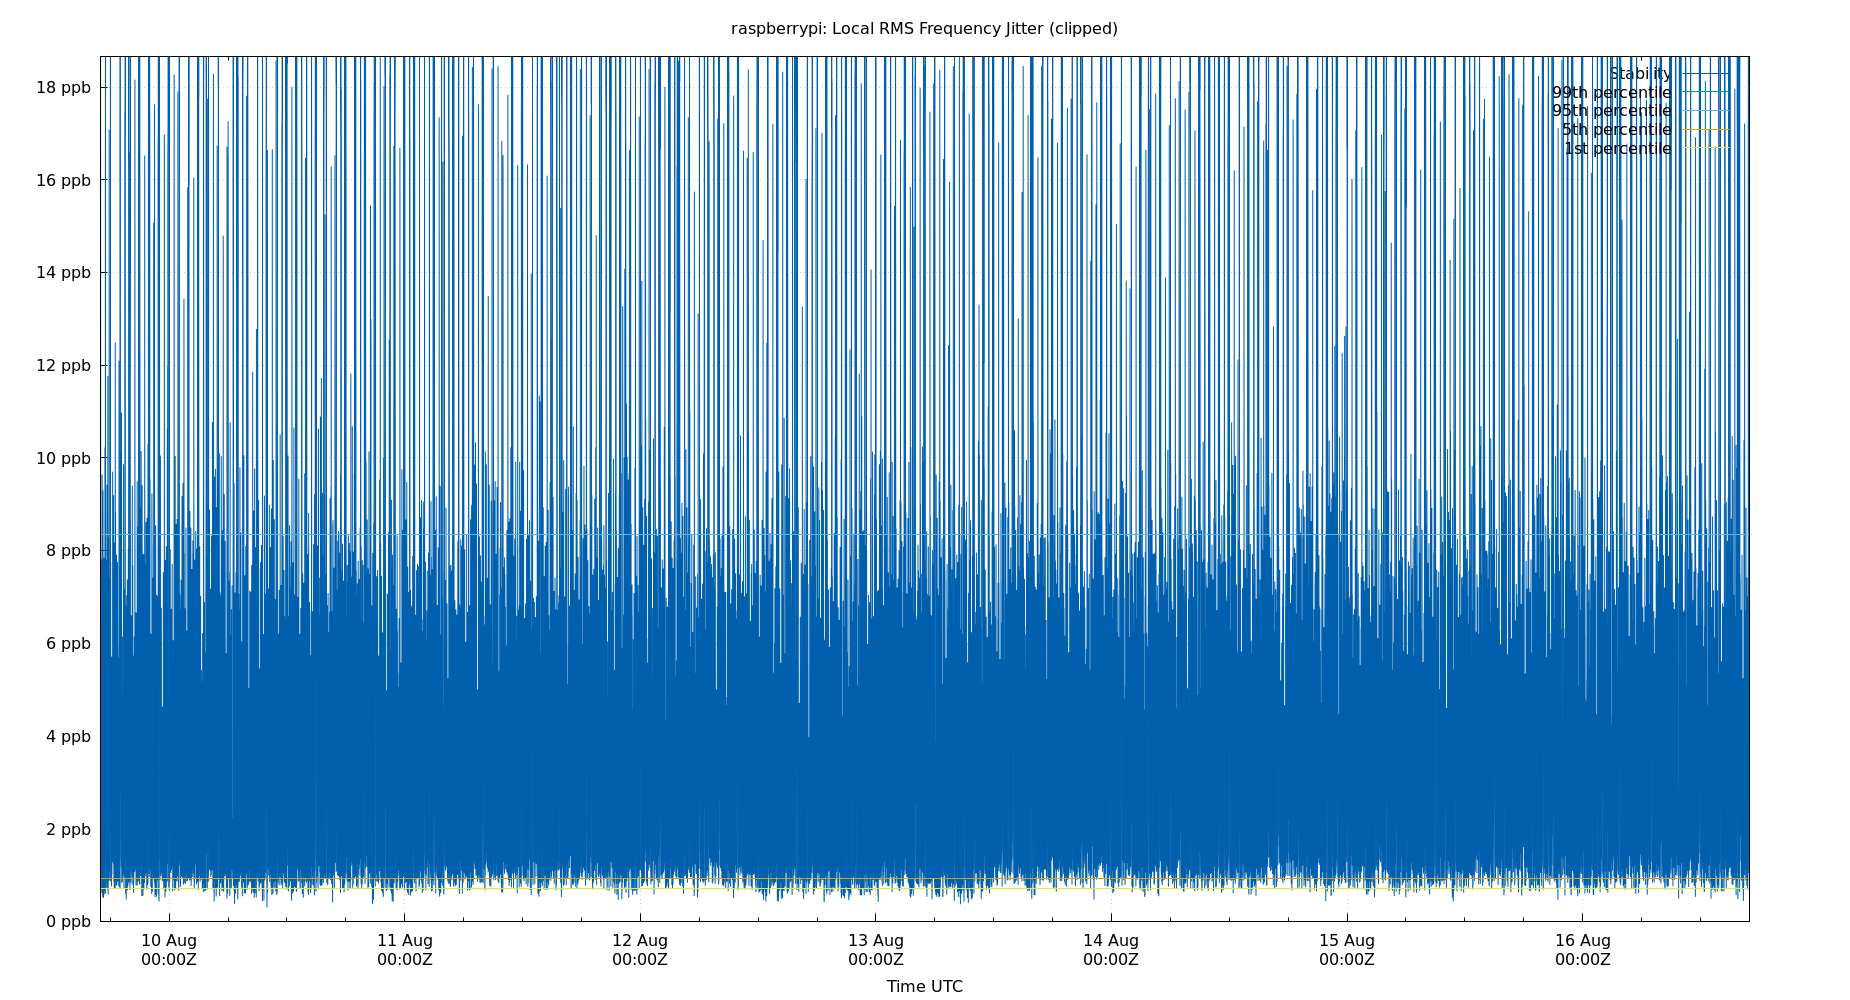 raspberrypi: Local RMS Frequency Jitter (clipped)
18 ppb
16 ppb
14 ppb
12 ppb
10 ppb
8 ppb
6 ppb
4 ppb
2 ppb
0 ppb
Stability
99th percentile
95th percentile
5th percentile
1st percentile
10 Aug 11 Aug 12 Aug 13 Aug 14 Aug 15 Aug 16 Aug
00:00Z 00:00Z 00:00Z 00:00Z 00:00Z 00:00Z 00:00Z
Time UTC